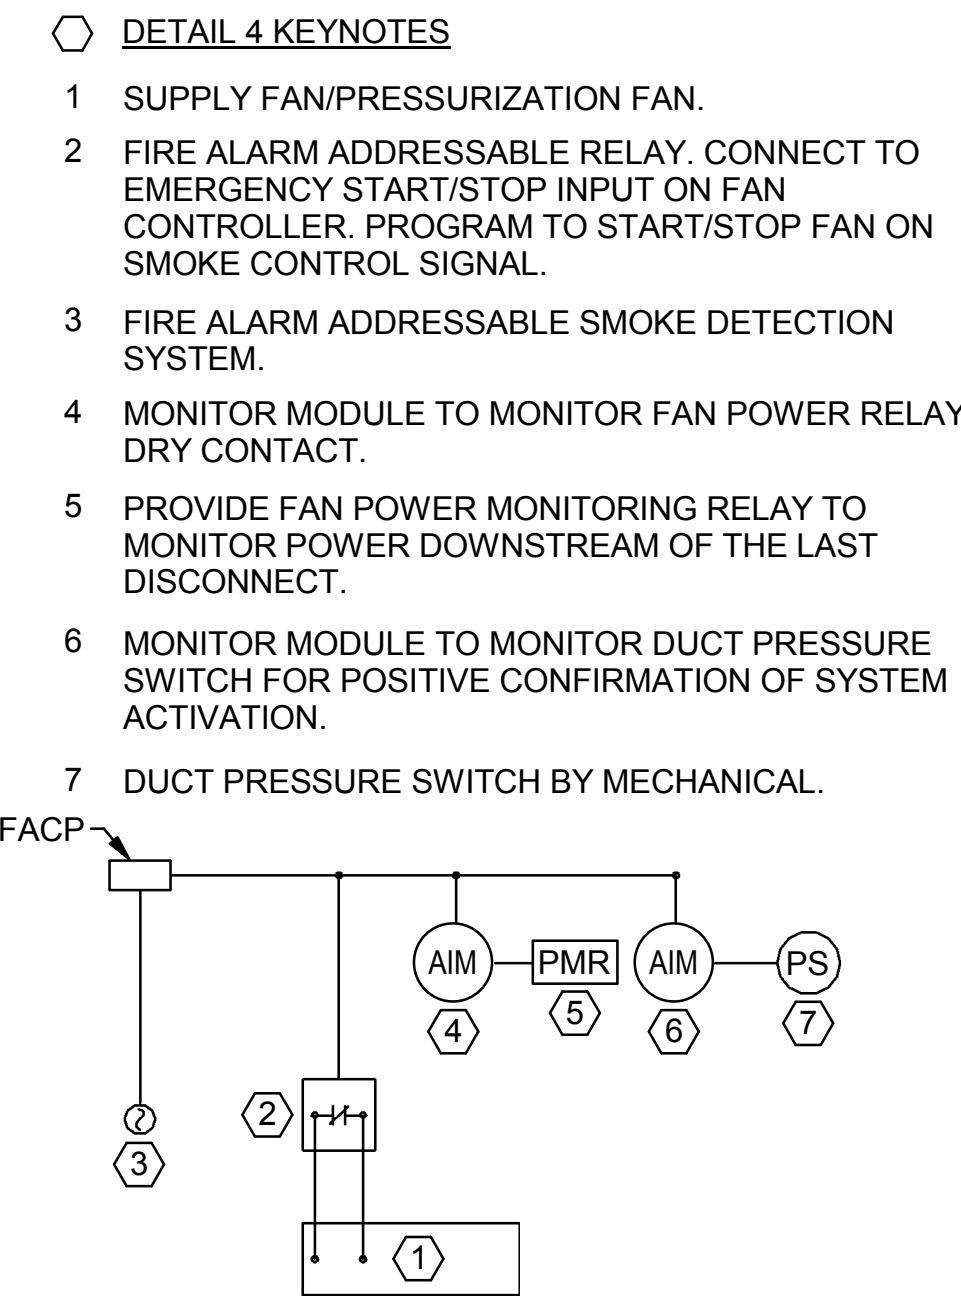 DETAIL 4 KEYNOTES
1 SUPPLY FAN/PRESSURIZATION FAN.
2 FIRE ALARM ADDRESSABLE RELAY. CONNECT TO
EMERGENCY START/STOP INPUT ON FAN
CONTROLLER. PROGRAM TO START/STOP FAN ON
SMOKE CONTROL SIGNAL.
3 FIRE ALARM ADDRESSABLE SMOKE DETECTION
SYSTEM.
4 MONITOR MODULE TO MONITOR FAN POWER RELAY
DRY CONTACT.
5 PROVIDE FAN POWER MONITORING RELAY TO
MONITOR POWER DOWNSTREAM OF THE LAST
DISCONNECT.
6 MONITOR MODULE TO MONITOR DUCT PRESSURE
SWITCH FOR POSITIVE CONFIRMATION OF SYSTEM
ACTIVATION.
7 DUCT PRESSURE SWITCH BY MECHANICAL.
FACP
AIM PMR AIM PS
4 5 6 7
2
3
1